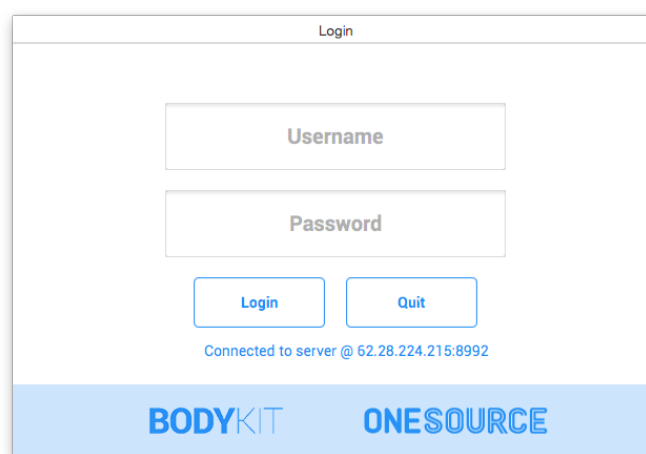 Login
Username
Password
Login Quit
Connected to server @ 62.28.224.215:8992
BODYKIT ONESOURCE